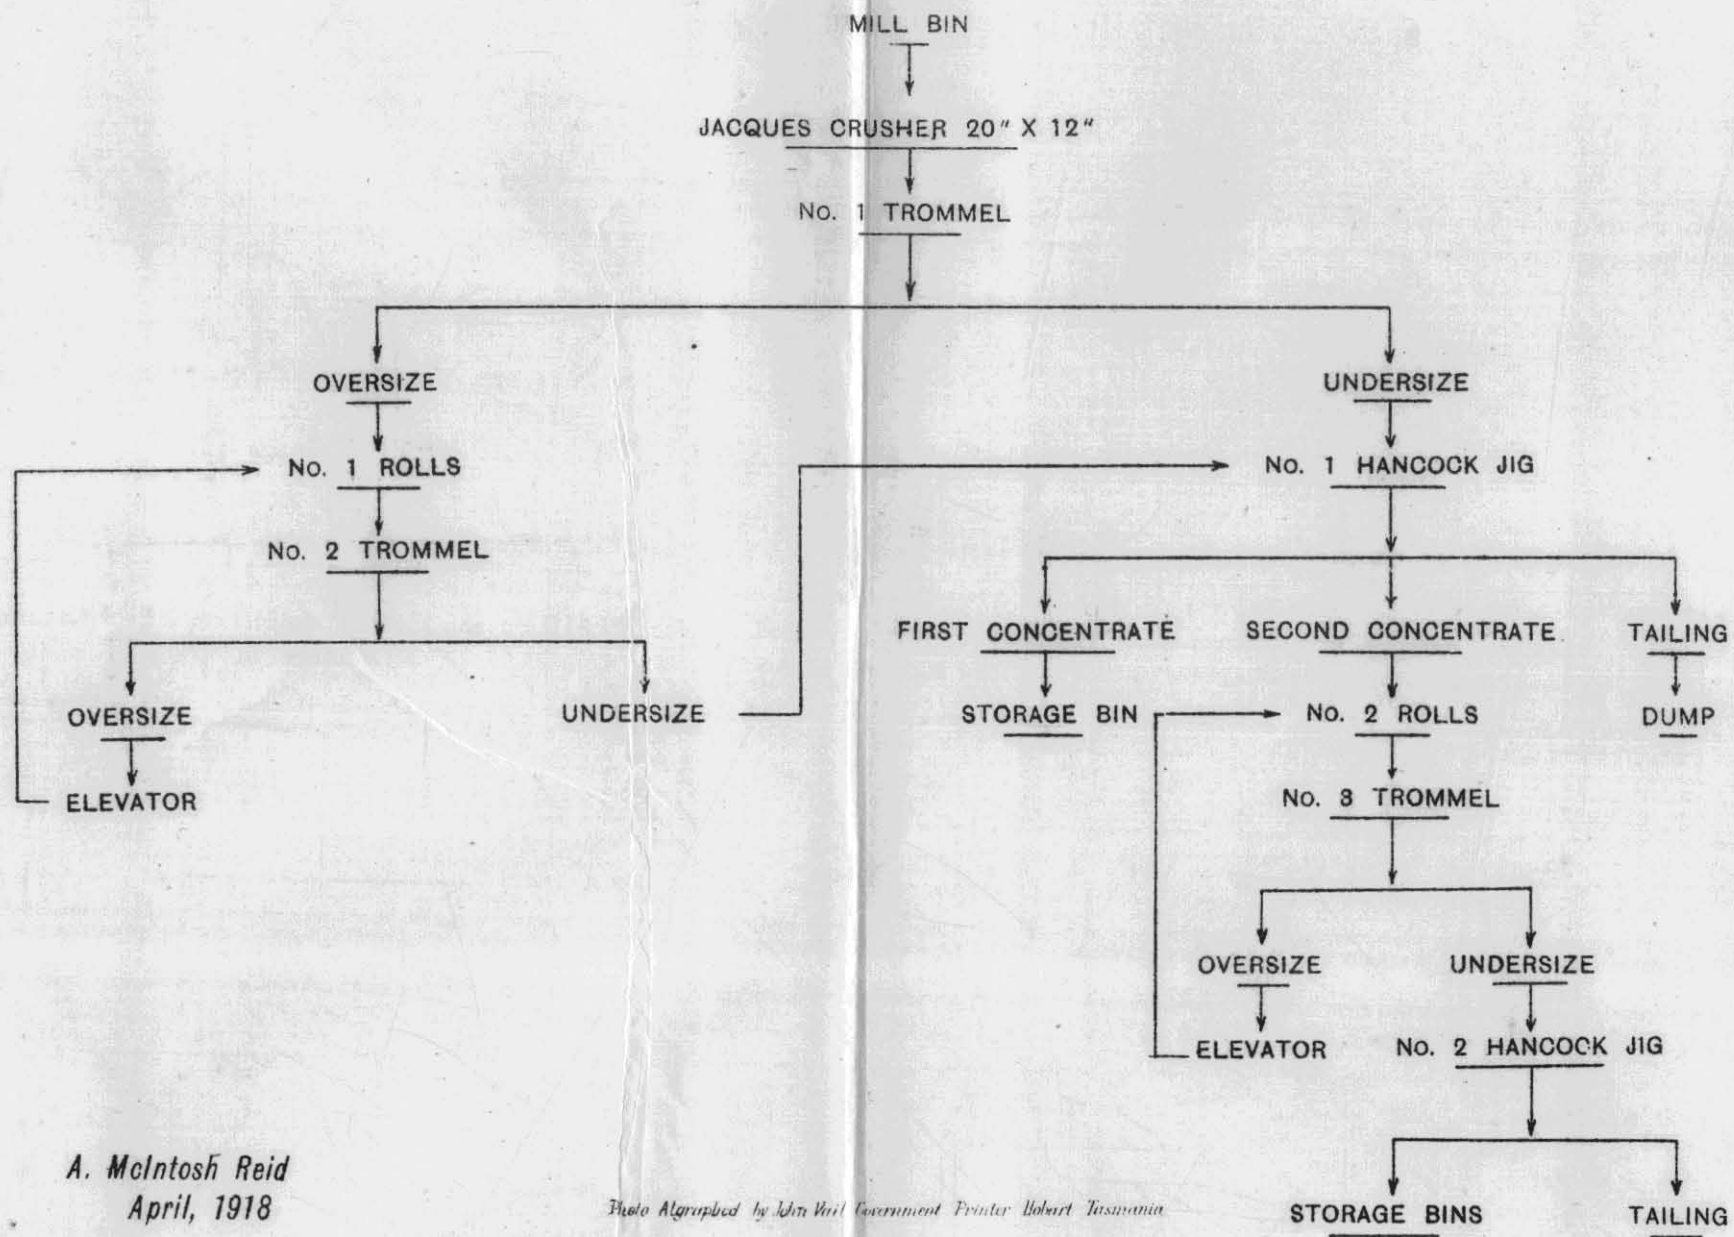 MILL BIN
JACQUES CRUSHER 20" X 12"
No. 1 TROMMEL
OVERSIZE
UNDERSIZE
No. 1 ROLLS
No. 1 HANCOCK JIG
No. 2 TROMMEL
FIRST CONCENTRATE
SECOND CONCENTRATE
TAILING
OVERSIZE
UNDERSIZE
STORAGE BIN
No. 2 ROLLS
DUMP
ELEVATOR
No. 3 TROMMEL
OVERSIZE
UNDERSIZE
ELEVATOR
No. 2 HANCOCK JIG
A. McIntosh Reid
April, 1918
Photo Algraphed by John Vail Government Printer Hobart Tasmania
STORAGE BINS
TAILING